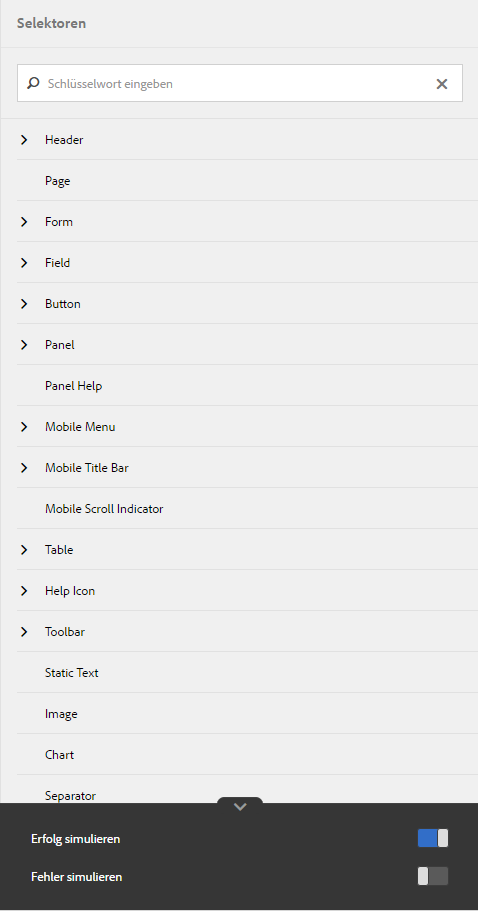 Selektoren
Schlüsselwort eingeben
Header
Page
Form
Field
Button
Panel
Panel Help
Mobile Menu
Mobile Title Bar
Mobile Scroll Indicator
Table
Help Icon
Toolbar
Static Text
Image
Chart
Separator
Erfolg simulieren
Fehler simulieren